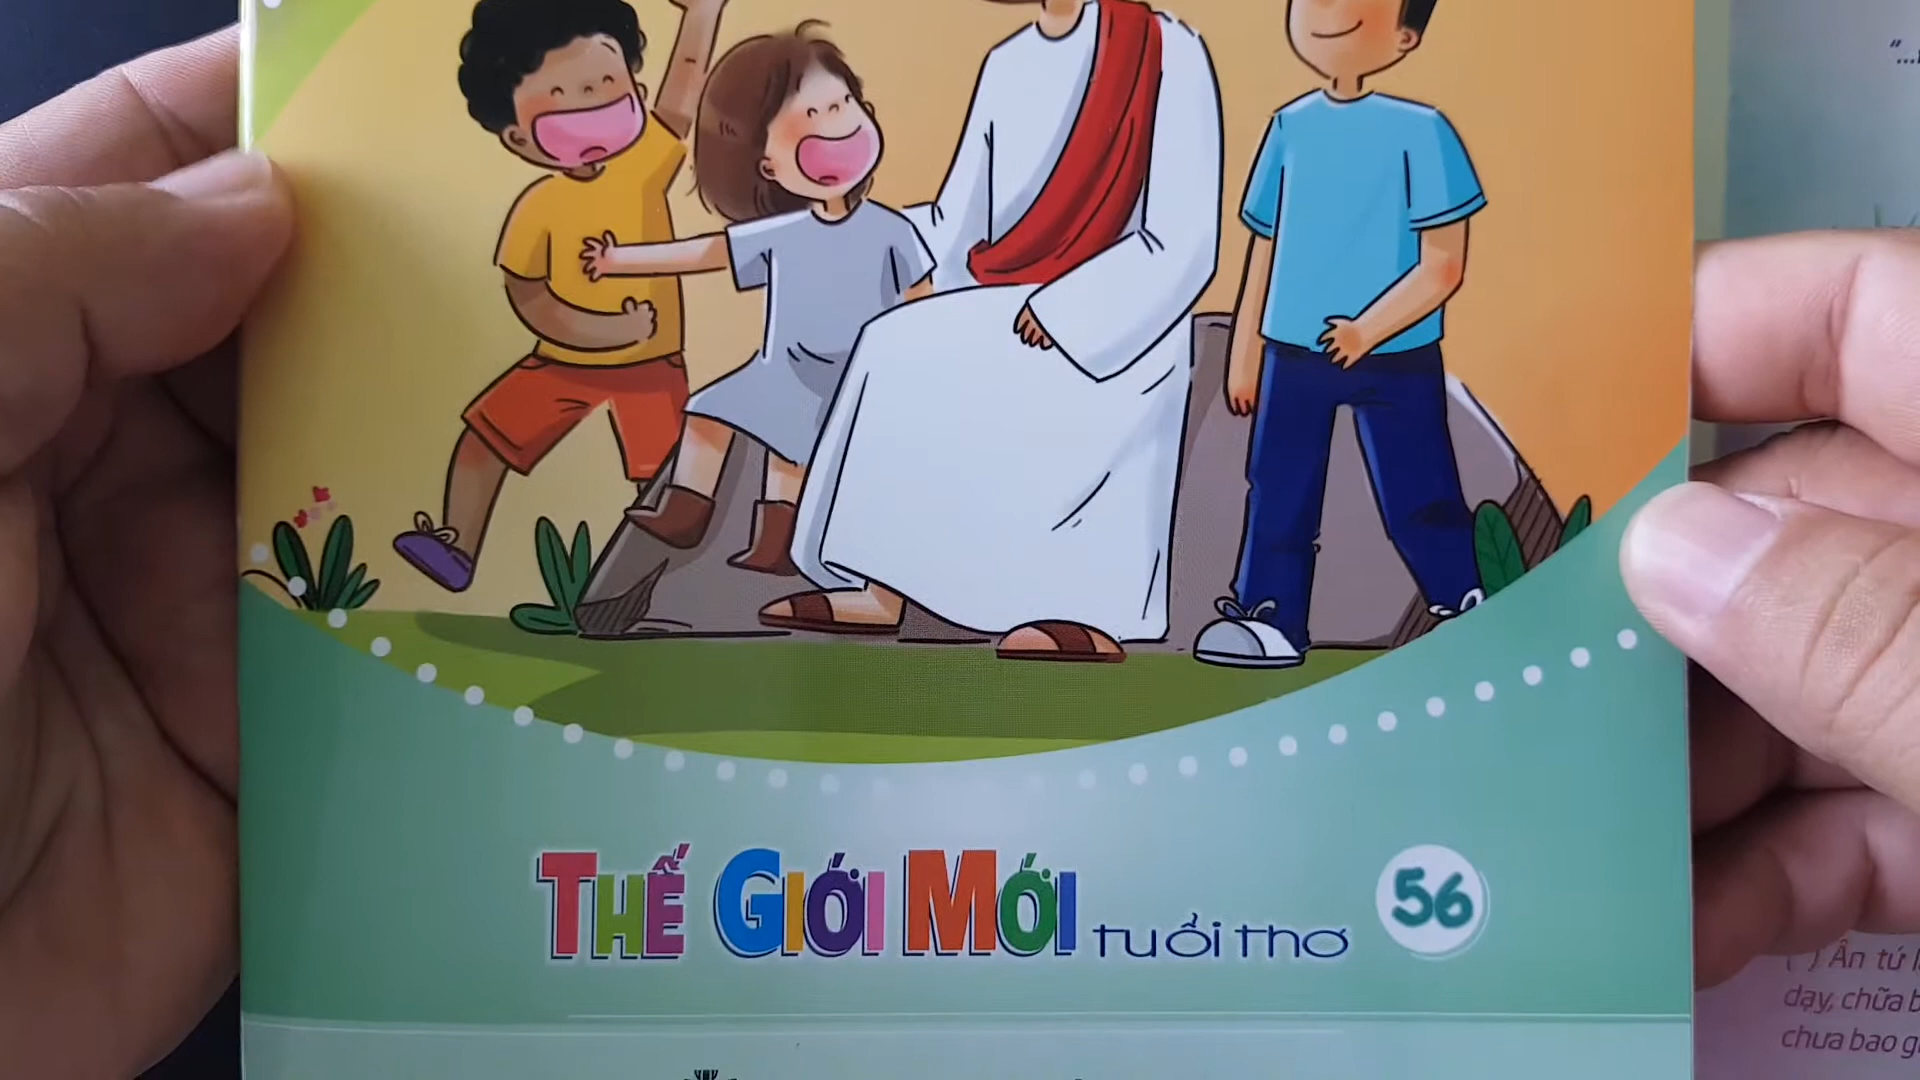 THẾ GIỚI MỚI tuổi thơ
56
Ân tứ
dạy, chữa
chưa bao